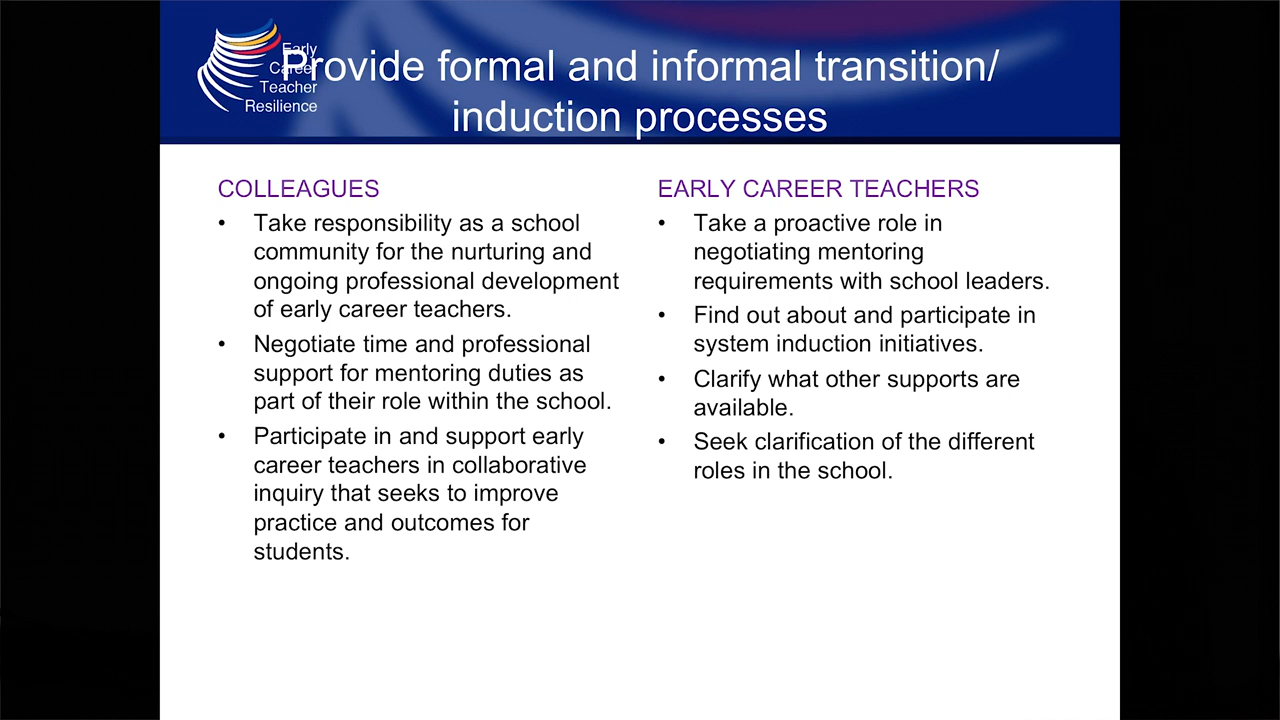 Early
Career
Teacher
Resilience
Provide formal and informal transition/
induction processes
COLLEAGUES
• Take responsibility as a school
community for the nurturing and
ongoing professional development
of early career teachers.
• Negotiate time and professional
support for mentoring duties as
part of their role within the school.
• Participate in and support early
career teachers in collaborative
inquiry that seeks to improve
practice and outcomes for
students.
EARLY CAREER TEACHERS
• Take a proactive role in
negotiating mentoring
requirements with school leaders.
• Find out about and participate in
system induction initiatives.
• Clarify what other supports are
available.
• Seek clarification of the different
roles in the school.